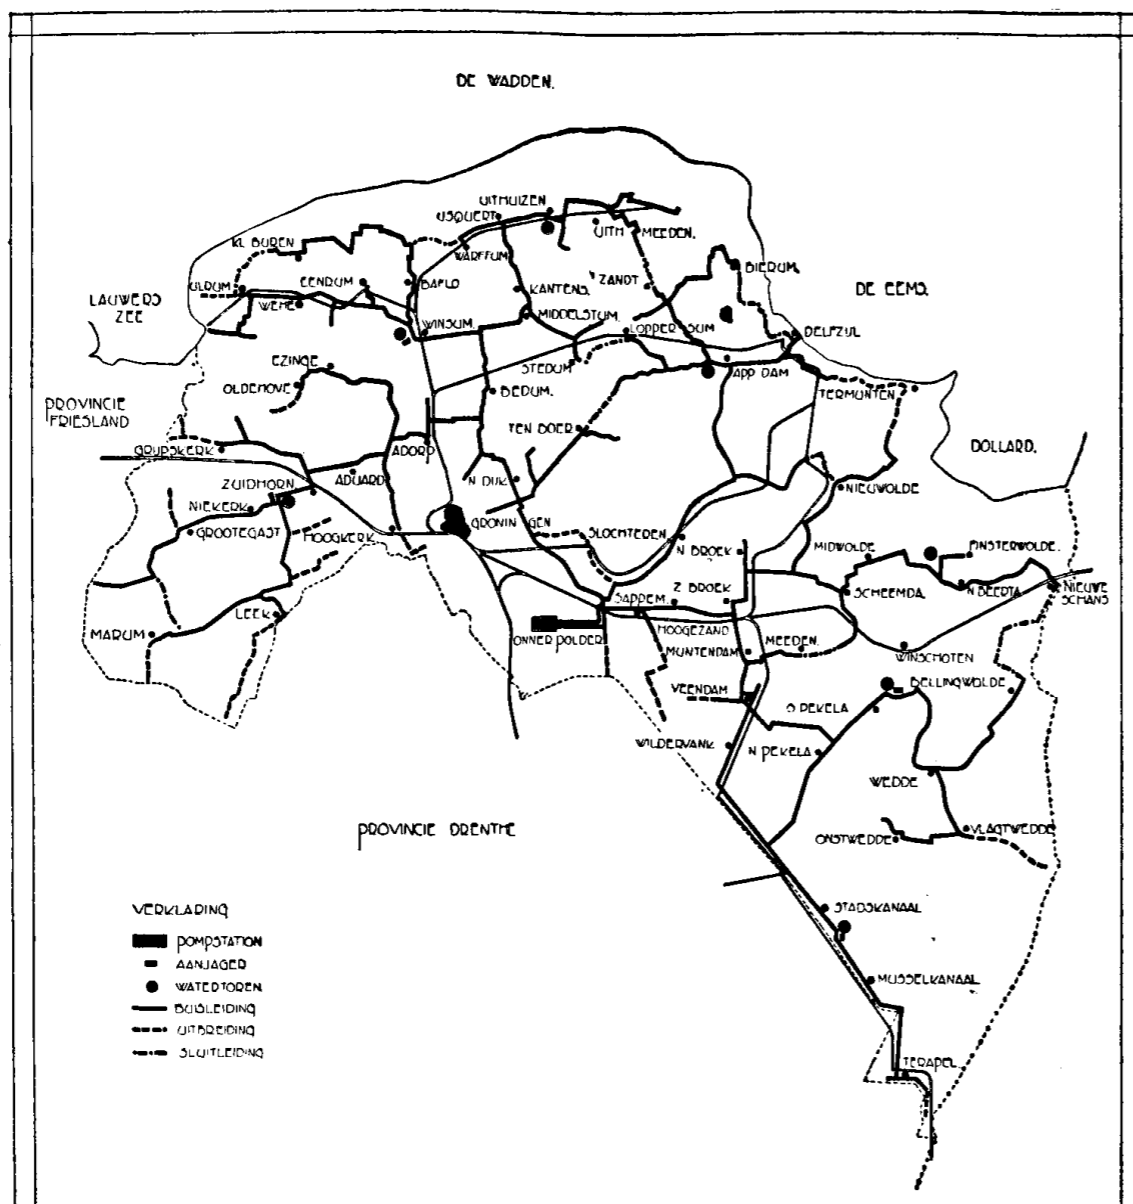 DE WADDEN.
UITHUIZEN
USQUERT
UITH MEEDEN.
KL BUREN
WARFFUM
BIERUM.
ULRUM
EENRUM
BAFLO
KANTENS.
'ZANDT
DE EEMS.
LAUWERS
ZEE
WEHE
WINSUM.
MIDDELSTUM.
LOPPERSUM
DELFZIJL
EZINGE
STEDUM
APP DAM
OLDEHOVE
BEDUM.
TERMUNTEN
PROVINCIE
FRIESLAND
TEN BOER
DOLLARD.
GRIJPSKERK
ADORP
ADUARD
N DIJK
ZUIDHORN
NIEUWOLDE
NIEKERK
GRONINGEN
GROOTEGAST
HOOGKERK
SLOCHTEREN
N BROEK
MIDWOLDE
FINSTERWOLDE.
Z. BROEK
SCHEEMDA.
N BEERTA
NIEUWE
SCHANS
SAPPEM.
LEEK
HOOGEZAND
MARUM
ONNER POLDER
MUNTENDAM
MEEDEN.
WINSCHOTEN
VEENDAM
BELLINGWOLDE
O PEKELA
WILDERVANK
N PEKELA
WEDDE
PROVINCIE DRENTHE
ONSTWEDDE
VLAGTWEDDE
VERKLARING
STADSKANAAL
POMPSTATION
AANJAGER
MUSSELKANAAL
WATERTOREN
BUISLEIDING
UITBREIDING
SLUITLEIDING
TERAPEL.